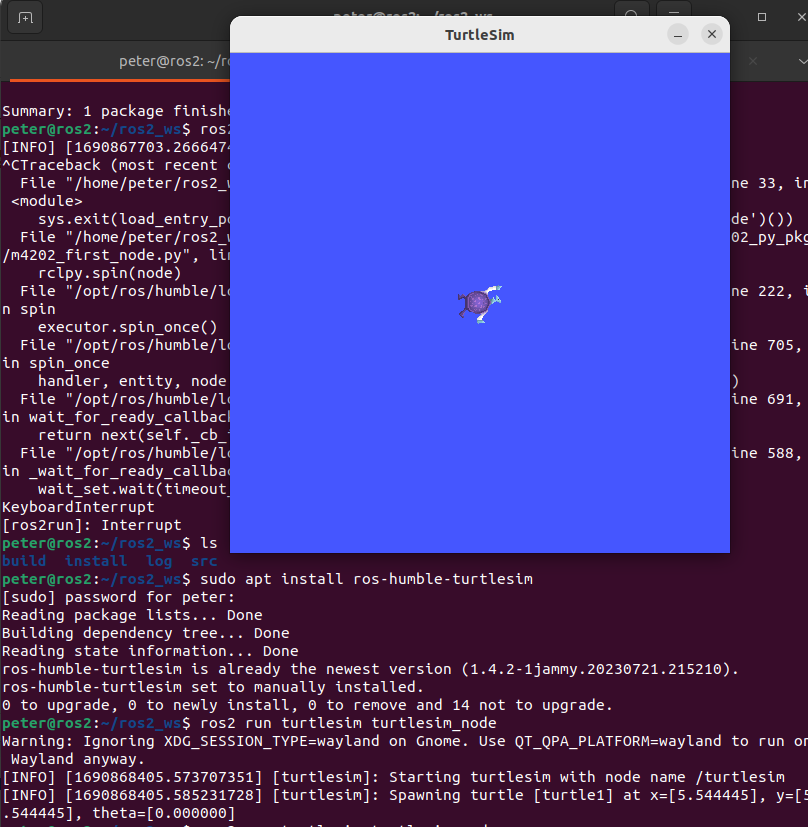 peter@ros2: ~/ros2_ws
TurtleSim
peter@ros2: ~/ro
Summary: 1 package finishe
peter@ros2:~/ros2_ws$ ros2
[INFO] [1690867703.2666474
^CTraceback (most recent c
File "/home/peter/ros2_w ne 33, in
<module>
sys.exit(load_entry_po de')())
File "/home/peter/ros2_w 02_py_pkg
/m4202_first_node.py", lin
rclpy.spin(node)
File "/opt/ros/humble/lo ne 222, i
n spin
executor.spin_once()
File "/opt/ros/humble/lo ine 705,
in spin_once
handler, entity, node )
File "/opt/ros/humble/lo ine 691,
in wait_for_ready_callback
return next(self._cb_i
File "/opt/ros/humble/lo ine 588,
in _wait_for_ready_callbac
wait_set.wait(timeout_
KeyboardInterrupt
[ros2run]: Interrupt
peter@ros2:~/ros2_ws$ ls
build install log src
peter@ros2:~/ros2_ws$ sudo apt install ros-humble-turtlesim
[sudo] password for peter:
Reading package lists... Done
Building dependency tree... Done
Reading state information... Done
ros-humble-turtlesim is already the newest version (1.4.2-1jammy.20230721.215210).
ros-humble-turtlesim set to manually installed.
0 to upgrade, 0 to newly install, 0 to remove and 14 not to upgrade.
peter@ros2:~/ros2_ws$ ros2 run turtlesim turtlesim_node
Warning: Ignoring XDG_SESSION_TYPE=wayland on Gnome. Use QT_QPA_PLATFORM=wayland to run on
Wayland anyway.
[INFO] [1690868405.573707351] [turtlesim]: Starting turtlesim with node name /turtlesim
[INFO] [1690868405.585231728] [turtlesim]: Spawning turtle [turtle1] at x=[5.544445], y=[5
.544445], theta=[0.000000]